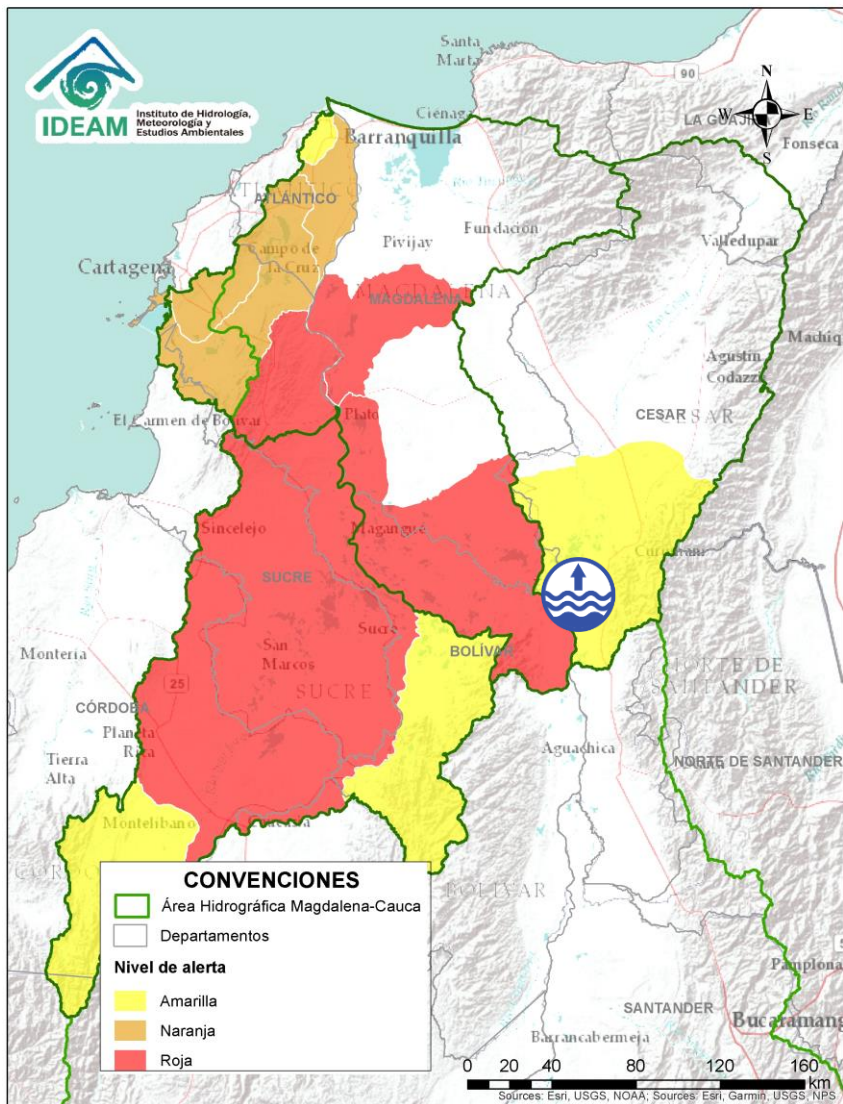 IDEAM
Instituto de Hidrología,
Meteorología y
Estudios Ambientales
Santa
Marta
90
N
W
E
S
LA GUAJI
Fonseca
Ciénaga
Barranquilla
ATLÁNTICO
Fundación
Pivijay
Valledupar
Campo de
la Cruz
Cartagena
MAGDALENA
Agustín
Codazzi
Machiq
CESAR
CESAR
El Carmen de Bolívar
Plato
Sincelejo
Magangué
SUCRE
Sucre
San
Marcos
SUCRE
BOLÍVAR
Montería
25
CÓRDOBA
Planeta
Rica
Tierra
Alta
NORTE DE
SANTANDER
Aguachica
NORTE DE SANTANDER
Montelíbano
BOLÍVAR
CONVENCIONES
Área Hidrográfica Magdalena-Cauca
Departamentos
Nivel de alerta
Amarilla
Naranja
Roja
Pamplona
SANTANDER
Bucaramang
Barrancabermeja
0 20 40 80 120 160
km
Sources: Esri, USGS, NOAA; Sources: Esri, Garmin, USGS, NPS